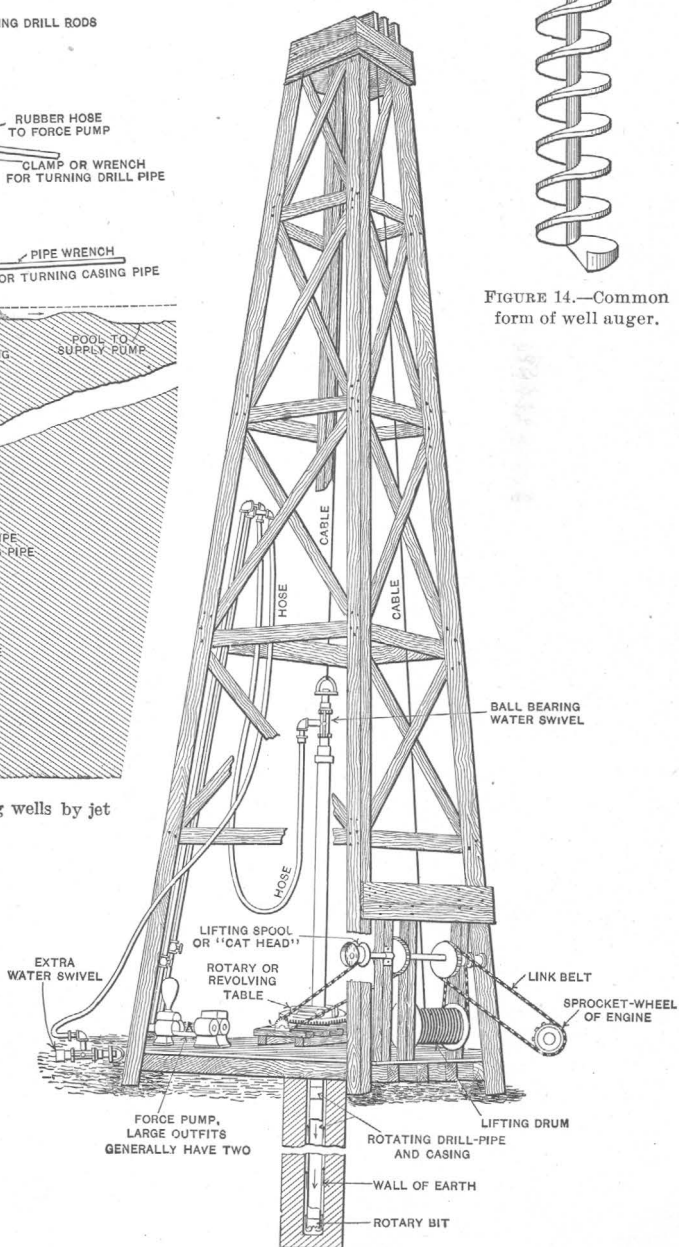 NG DRILL RODS
RUBBER HOSE
TO FORCE PUMP
CLAMP OR WRENCH
FOR TURNING DRILL PIPE
PIPE WRENCH
OR TURNING CASING PIPE
POOL TO
SUPPLY PUMP
G
PE
PIPE
g wells by jet
FIGURE 14.—Common
form of well auger.
CABLE
HOSE
CABLE
BALL BEARING
WATER SWIVEL
HOSE
LIFTING SPOOL
OR "CAT HEAD"
ROTARY OR
REVOLVING
TABLE
EXTRA
WATER SWIVEL
LINK BELT
SPROCKET-WHEEL
OF ENGINE
FORCE PUMP,
LARGE OUTFITS
GENERALLY HAVE TWO
LIFTING DRUM
ROTATING DRILL-PIPE
AND CASING
WALL OF EARTH
ROTARY BIT